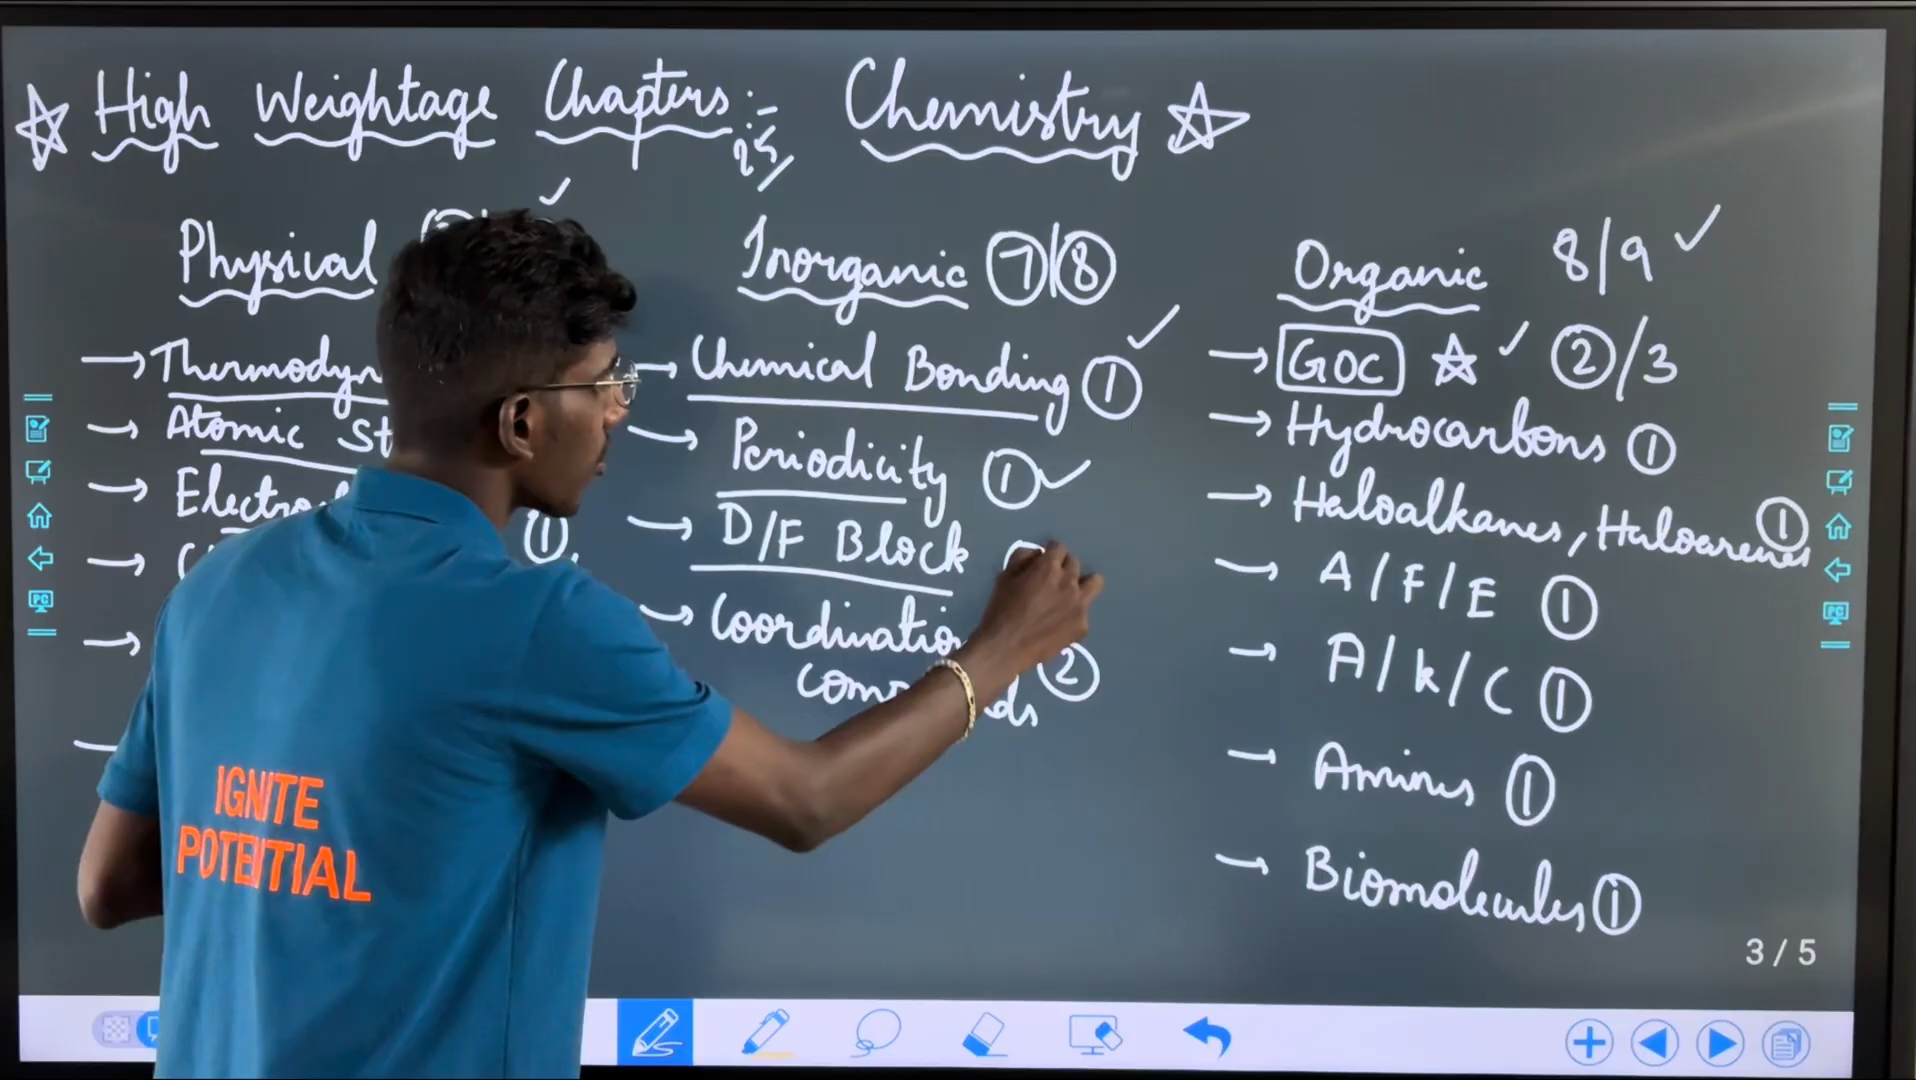 High Weightage Chapters :- Chemistry
25/
Physical
→ Thermodyn
→ Atomic St
→ Electro
①
→
→
Inorganic ⑦/⑧
→ Chemical Bonding ①
→ Periodicity ①
→ D/F Block
→ Coordination
②
Organic 8/9
→ GOC ②/3
→ Hydrocarbons ①
→ Haloalkanes, Haloarenes ①
→ A/F/E ①
→ A/K/C ①
→ Amines ①
→ Biomolecules ①
3 / 5
IGNITE
POTENTIAL
PC
PC